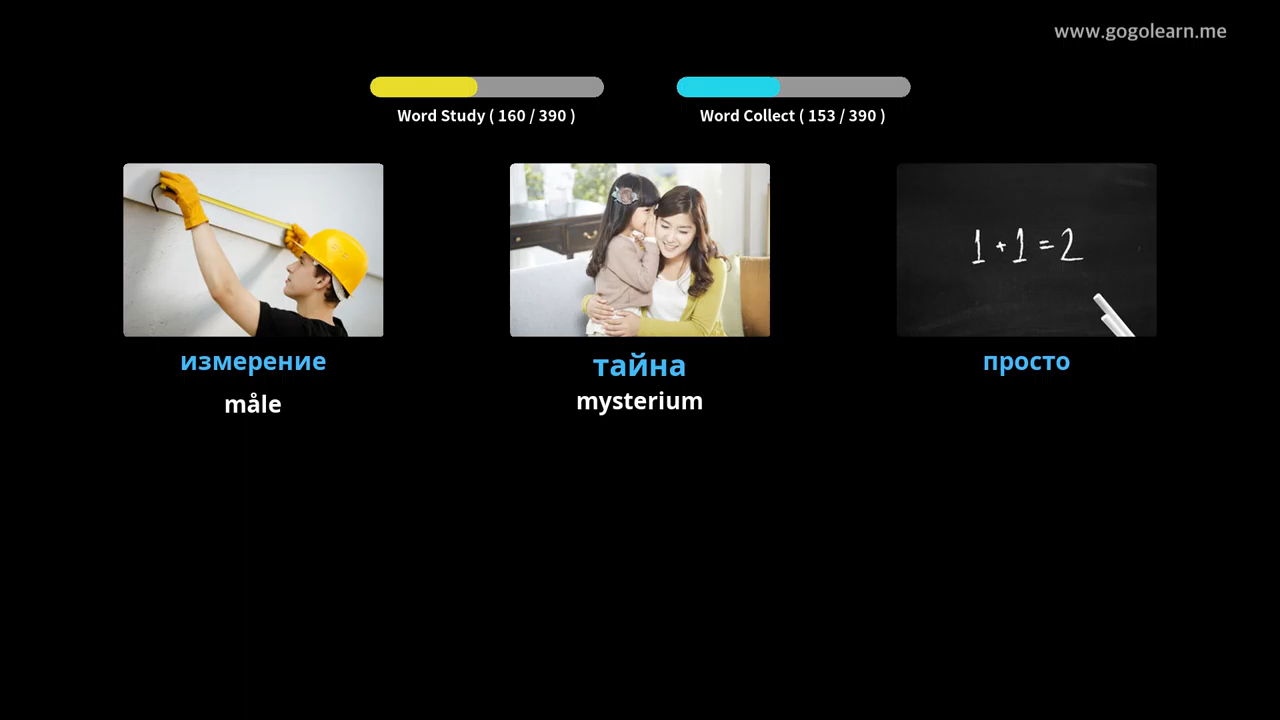 www.gogolearn.me
Word Study ( 160 / 390 )
Word Collect ( 153 / 390 )
1 + 1 = 2
измерение
тайна
просто
måle
mysterium